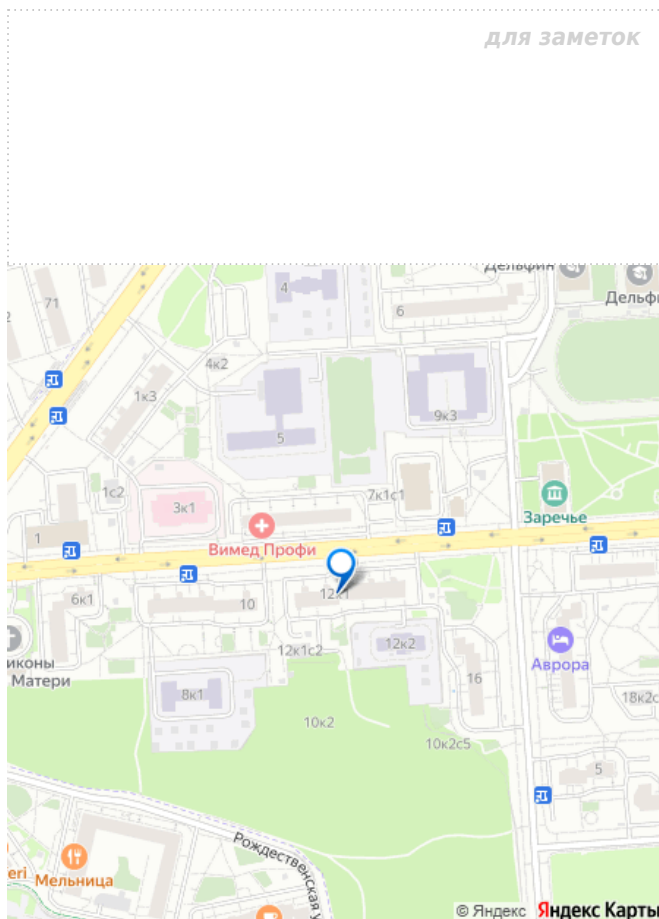 для заметок
Дельфин
4
71
6
Дельфи
2
4к2
1к3
9к3
5
1с2
7к1с1
3к1
Заречье
1
Вимед Профи
12к1
6к1
10
12к2
иконы
Матери
12к1с2
Аврора
16
8к1
18к2с
10к2
10к2с5
5
Рождественская у
eri
Мельница
© Яндекс Яндекс Карты